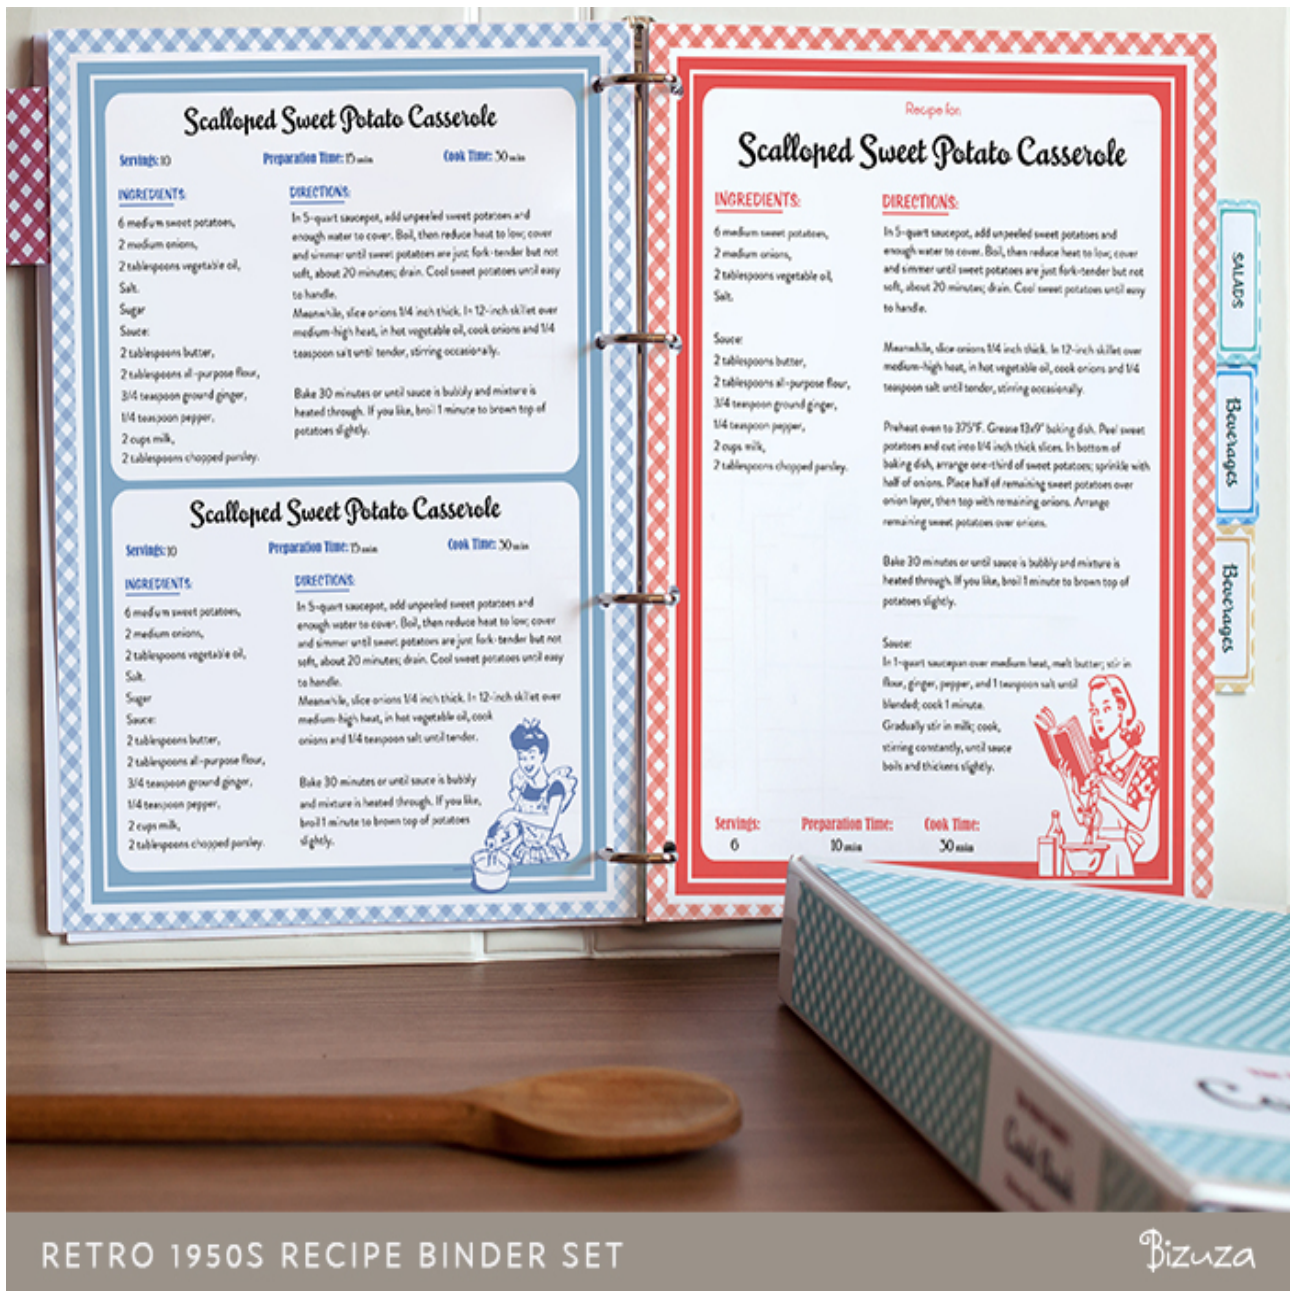 Scalloped Sweet Potato Casserole
Servings: 10 Preparation Time: 15 min Cook Time: 30 min
INGREDIENTS:
6 medium sweet potatoes,
2 medium onions,
2 tablespoons vegetable oil,
Salt.
Sugar
Sauce:
2 tablespoons butter,
2 tablespoons all-purpose flour,
3/4 teaspoon ground ginger,
1/4 teaspoon pepper,
2 cups milk,
2 tablespoons chopped parsley.
DIRECTIONS:
In 5-quart saucepot, add unpeeled sweet potatoes and
enough water to cover. Boil, then reduce heat to low; cover
and simmer until sweet potatoes are just fork-tender but not
soft, about 20 minutes; drain. Cool sweet potatoes until easy
to handle.
Meanwhile, slice onions 1/4 inch thick. In 12-inch skillet over
medium-high heat, in hot vegetable oil, cook onions and 1/4
teaspoon salt until tender, stirring occasionally.
Bake 30 minutes or until sauce is bubbly and mixture is
heated through. If you like, broil 1 minute to brown top of
potatoes slightly.
Scalloped Sweet Potato Casserole
Servings: 10 Preparation Time: 15 min Cook Time: 30 min
INGREDIENTS:
6 medium sweet potatoes,
2 medium onions,
2 tablespoons vegetable oil,
Salt.
Sugar
Sauce:
2 tablespoons butter,
2 tablespoons all-purpose flour,
3/4 teaspoon ground ginger,
1/4 teaspoon pepper,
2 cups milk,
2 tablespoons chopped parsley.
DIRECTIONS:
In 5-quart saucepot, add unpeeled sweet potatoes and
enough water to cover. Boil, then reduce heat to low; cover
and simmer until sweet potatoes are just fork-tender but not
soft, about 20 minutes; drain. Cool sweet potatoes until easy
to handle.
Meanwhile, slice onions 1/4 inch thick. In 12-inch skillet over
medium-high heat, in hot vegetable oil, cook
onions and 1/4 teaspoon salt until tender.
Bake 30 minutes or until sauce is bubbly
and mixture is heated through. If you like,
broil 1 minute to brown top of potatoes
slightly.
Recipe for:
Scalloped Sweet Potato Casserole
INGREDIENTS:
6 medium sweet potatoes,
2 medium onions,
2 tablespoons vegetable oil,
Salt.
Sauce:
2 tablespoons butter,
2 tablespoons all-purpose flour,
3/4 teaspoon ground ginger,
1/4 teaspoon pepper,
2 cups milk,
2 tablespoons chopped parsley.
DIRECTIONS:
In 5-quart saucepot, add unpeeled sweet potatoes and
enough water to cover. Boil, then reduce heat to low; cover
and simmer until sweet potatoes are just fork-tender but not
soft, about 20 minutes; drain. Cool sweet potatoes until easy
to handle.
Meanwhile, slice onions 1/4 inch thick. In 12-inch skillet over
medium-high heat, in hot vegetable oil, cook onions and 1/4
teaspoon salt until tender, stirring occasionally.
Preheat oven to 375°F. Grease 13x9" baking dish. Peel sweet
potatoes and cut into 1/4 inch thick slices. In bottom of
baking dish, arrange one-third of sweet potatoes; sprinkle with
half of onions. Place half of remaining sweet potatoes over
onion layer, then top with remaining onions. Arrange
remaining sweet potatoes over onions.
Bake 30 minutes or until sauce is bubbly and mixture is
heated through. If you like, broil 1 minute to brown top of
potatoes slightly.
Sauce:
In 1-quart saucepan over medium heat, melt butter; stir in
flour, ginger, pepper, and 1 teaspoon salt until
blended; cook 1 minute.
Gradually stir in milk; cook,
stirring constantly, until sauce
boils and thickens slightly.
Servings: Preparation Time: Cook Time:
6 10 min 30 min
SALADS
Beverages
Beverages
Cook Book
RETRO 1950S RECIPE BINDER SET
Bizuza